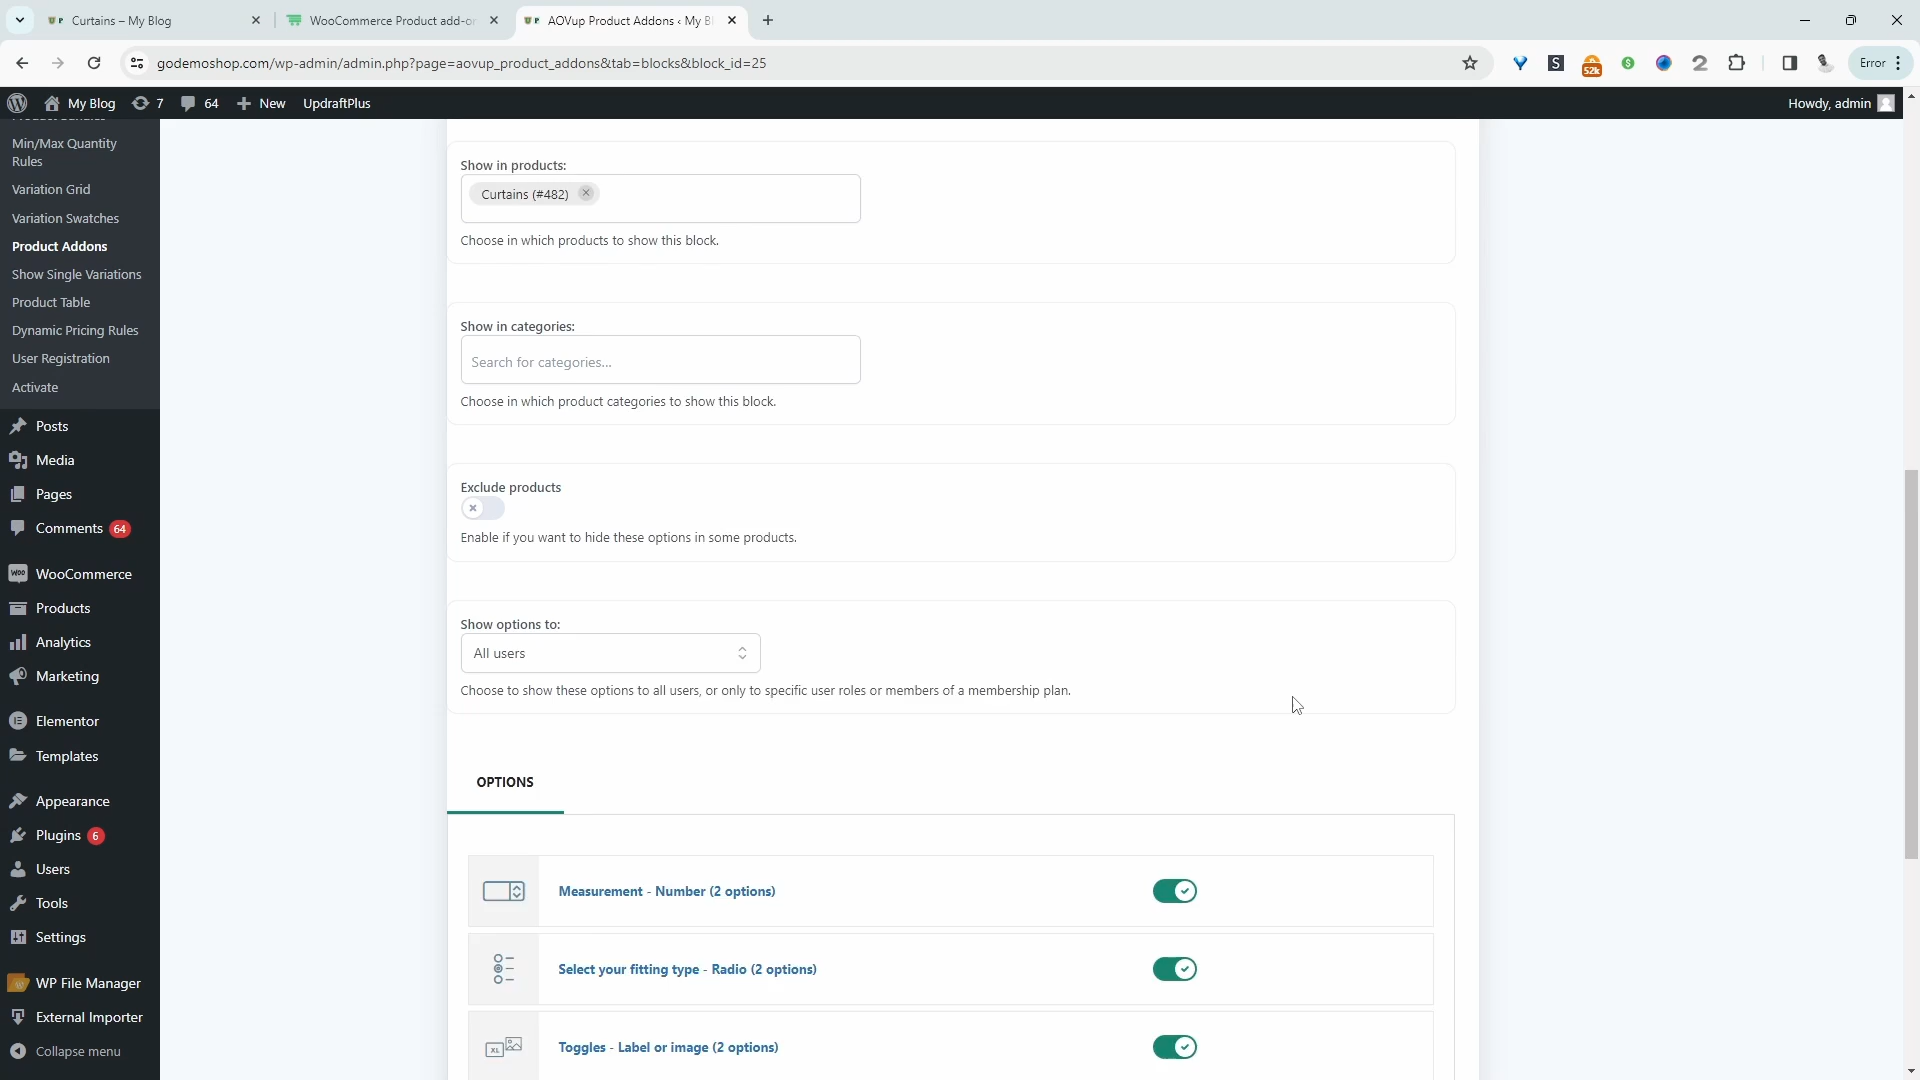 Curtains – My Blog
WooCommerce Product add-o
AOVup Product Addons ‹ My B
godemoshop.com/wp-admin/admin.php?page=aovup_product_addons&tab=blocks&block_id=25
52k
Error
My Blog
7
64
New
UpdraftPlus
Howdy, admin
Min/Max Quantity
Rules
Variation Grid
Variation Swatches
Product Addons
Show Single Variations
Product Table
Dynamic Pricing Rules
User Registration
Activate
Posts
Media
Pages
Comments 64
WooCommerce
Products
Analytics
Marketing
Elementor
Templates
Appearance
Plugins 6
Users
Tools
Settings
WP File Manager
External Importer
Collapse menu
Show in products:
Curtains (#482)
Choose in which products to show this block.
Show in categories:
Search for categories...
Choose in which product categories to show this block.
Exclude products
Enable if you want to hide these options in some products.
Show options to:
All users
Choose to show these options to all users, or only to specific user roles or members of a membership plan.
OPTIONS
Measurement - Number (2 options)
Select your fitting type - Radio (2 options)
XL
Toggles - Label or image (2 options)